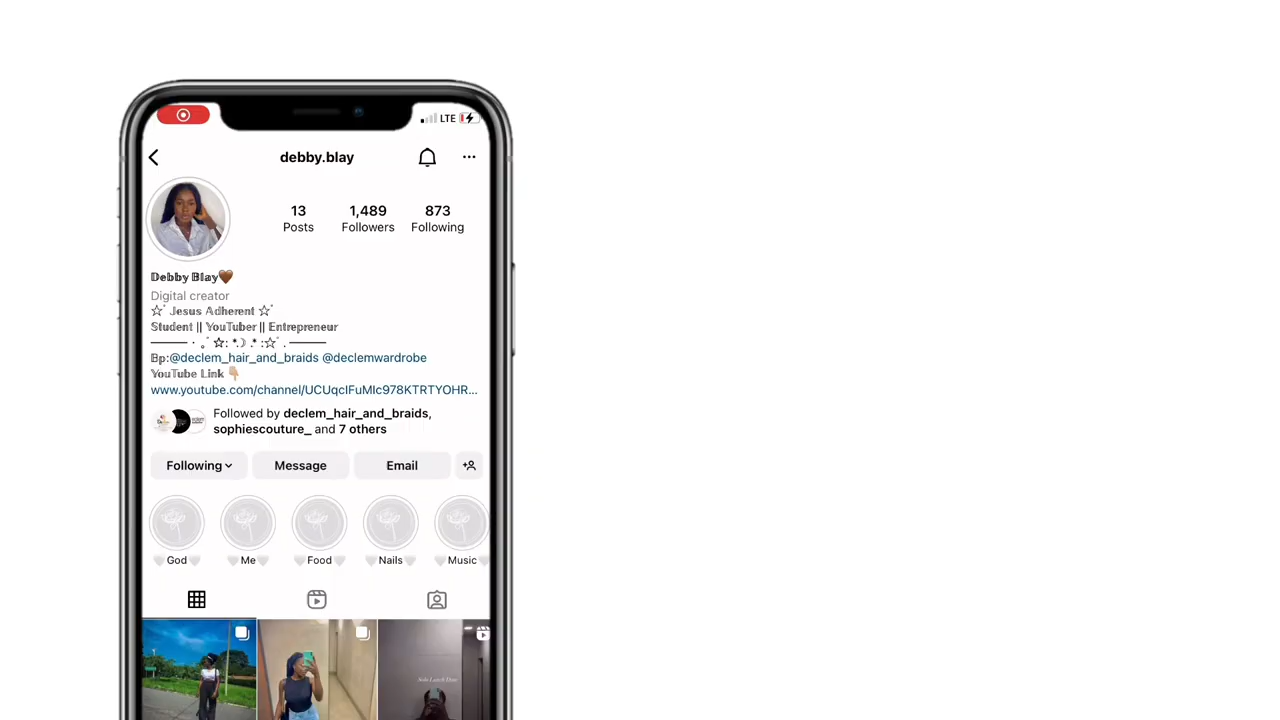 LTE
debby.blay
13 1,489 873
Posts Followers Following
𝔻𝕖𝕓𝕓𝕪 𝔹𝕝𝕒𝕪🤎
Digital creator
☆ﾟ 𝕁𝕖𝕤𝕦𝕤 𝔸𝕕𝕙𝕖𝕣𝕖𝕟𝕥 ☆ﾟ
𝕊𝕥𝕦𝕕𝕖𝕟𝕥 || 𝕐𝕠𝕦𝕋𝕦𝕓𝕖𝕣 || 𝔼𝕟𝕥𝕣𝕖𝕡𝕣𝕖𝕟𝕖𝕦𝕣
——— ・ ｡ﾟ☆: *.☽ .* :☆ﾟ. ———
𝔹𝕡:@declem_hair_and_braids @declemwardrobe
𝕐𝕠𝕦𝕋𝕦𝕓𝕖 𝕃𝕚𝕟𝕜 👇🏼
www.youtube.com/channel/UCUqclFuMlc978KTRTYOHR...
Followed by declem_hair_and_braids,
sophiescouture_ and 7 others
Following Message Email
🤍God🤍 🤍Me🤍 🤍Food🤍 🤍Nails🤍 🤍Music🤍